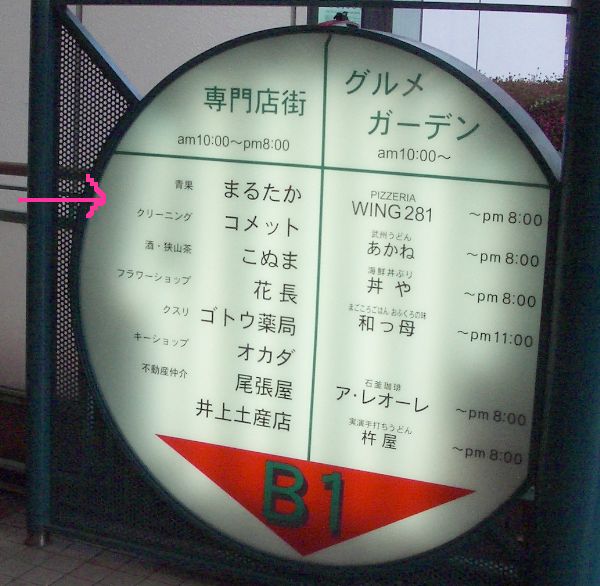 専門店街
am10:00～pm8:00
青果 まるたか
クリーニング コメット
酒・狭山茶 こぬま
フラワーショップ 花長
クスリ ゴトウ薬局
キーショップ オカダ
不動産仲介 尾張屋
井上土産店
グルメ
ガーデン
am10:00～
PIZZERIA
WING281 ～pm 8:00
武州うどん
あかね ～pm 8:00
海鮮丼ぶり
丼や ～pm 8:00
まごころごはん おふくろの味
和っ母 ～pm11:00
石釜珈琲
ア・レオーレ ～pm 8:00
実演手打ちうどん
杵屋 ～pm 8:00
B1